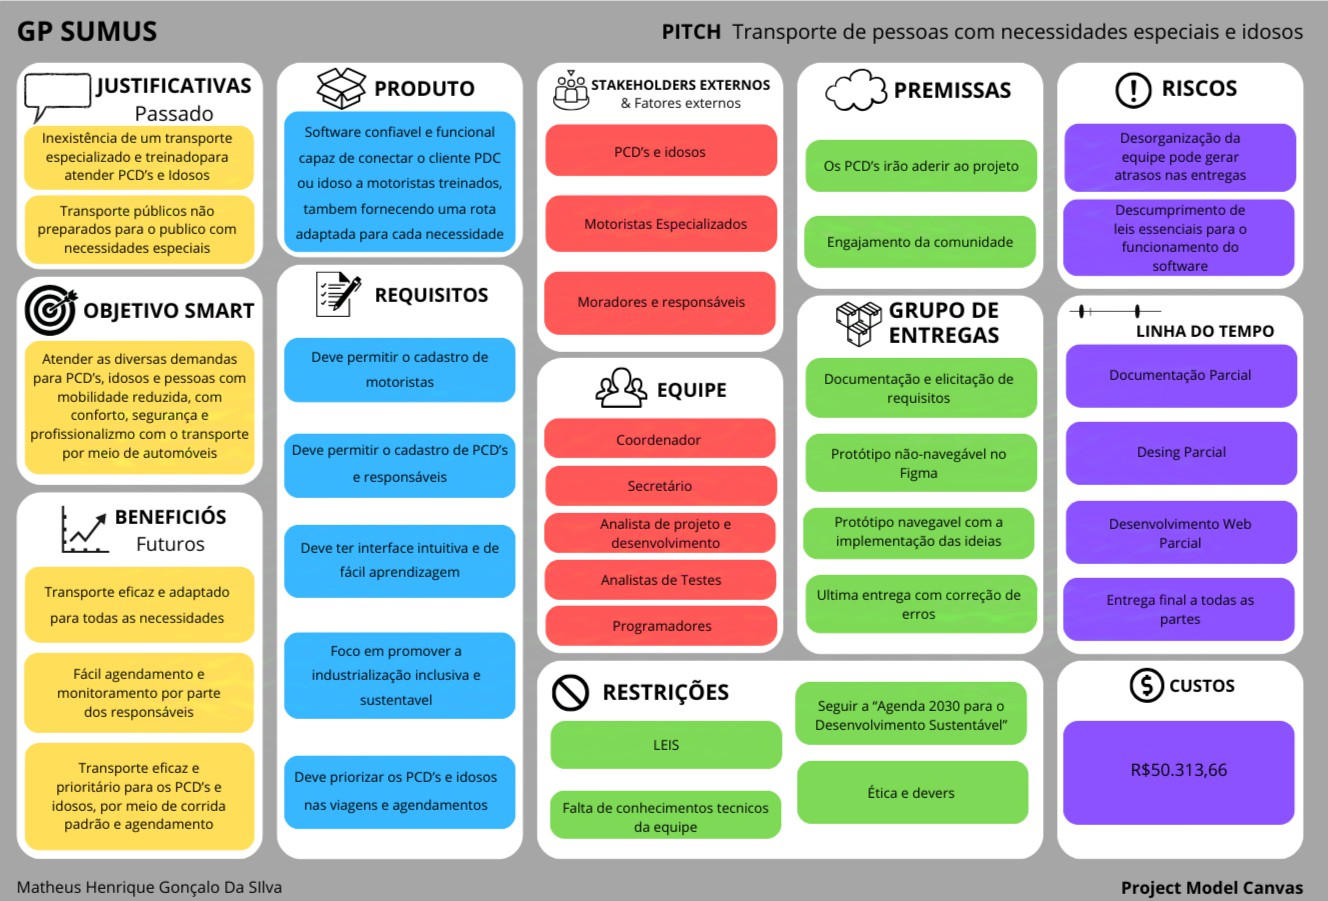 GP SUMUS
PITCH Transporte de pessoas com necessidades especiais e idosos
JUSTIFICATIVAS
Passado
Inexistência de um transporte
especializado e treinadopara
atender PCD's e Idosos
Transporte públicos não
preparados para o publico com
necessidades especiais
OBJETIVO SMART
Atender as diversas demandas
para PCD's, idosos e pessoas com
mobilidade reduzida, com
conforto, segurança e
profissionalizmo com o transporte
por meio de automóveis
BENEFICIÓS
Futuros
Transporte eficaz e adaptado
para todas as necessidades
Fácil agendamento e
monitoramento por parte
dos responsáveis
Transporte eficaz e
prioritário para os PCD's e
idosos, por meio de corrida
padrão e agendamento
PRODUTO
Software confiavel e funcional
capaz de conectar o cliente PDC
ou idoso a motoristas treinados,
tambem fornecendo uma rota
adaptada para cada necessidade
REQUISITOS
Deve permitir o cadastro de
motoristas
Deve permitir o cadastro de PCD's
e responsáveis
Deve ter interface intuitiva e de
fácil aprendizagem
Foco em promover a
industrialização inclusiva e
sustentavel
Deve priorizar os PCD's e idosos
nas viagens e agendamentos
STAKEHOLDERS EXTERNOS
& Fatores externos
PCD's e idosos
Motoristas Especializados
Moradores e responsáveis
EQUIPE
Coordenador
Secretário
Analista de projeto e
desenvolvimento
Analistas de Testes
Programadores
PREMISSAS
Os PCD's irão aderir ao projeto
Engajamento da comunidade
GRUPO DE
ENTREGAS
Documentação e elicitação de
requisitos
Protótipo não-navegável no
Figma
Protótipo navegavel com a
implementação das ideias
Ultima entrega com correção de
erros
RESTRIÇÕES
LEIS
Falta de conhecimentos tecnicos
da equipe
Seguir a “Agenda 2030 para o
Desenvolvimento Sustentável”
Ética e devers
RISCOS
Desorganização da
equipe pode gerar
atrasos nas entregas
Descumprimento de
leis essenciais para o
funcionamento do
software
LINHA DO TEMPO
Documentação Parcial
Desing Parcial
Desenvolvimento Web
Parcial
Entrega final a todas as
partes
CUSTOS
R$50.313,66
Matheus Henrique Gonçalo Da SIlva
Project Model Canvas